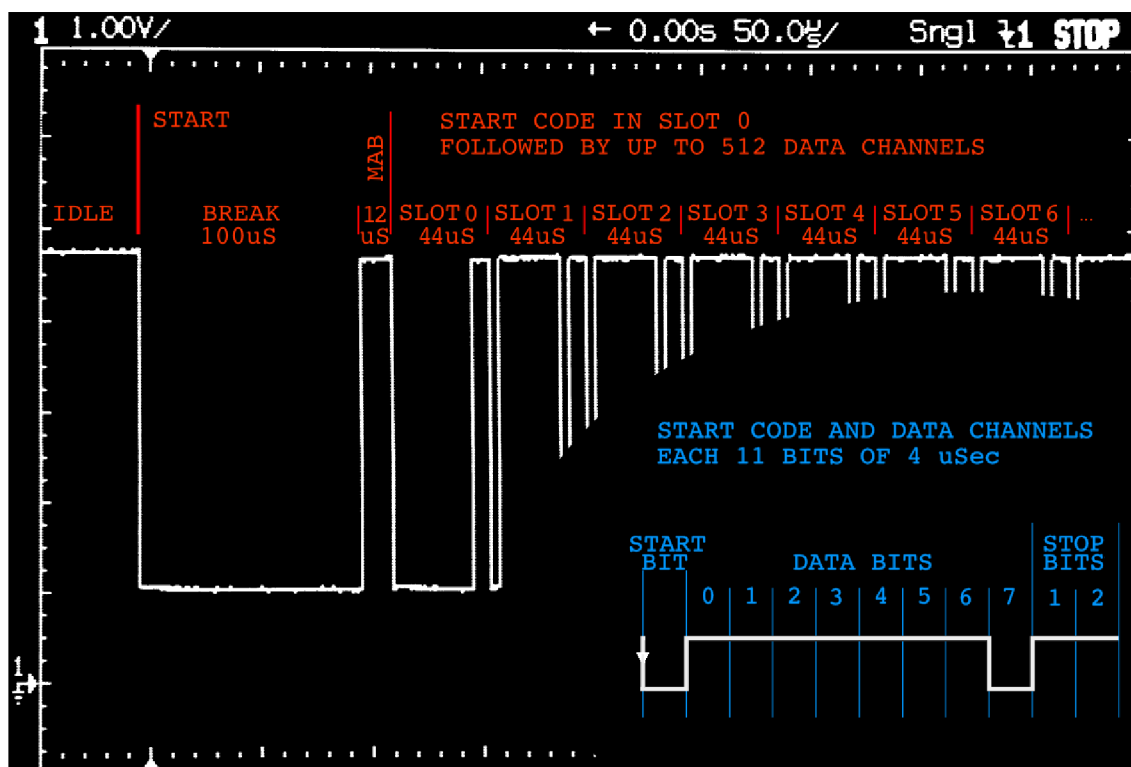 1 1.00V/ ← 0.00s 50.0µs/ Sngl ↯1 STOP
START
START CODE IN SLOT 0
FOLLOWED BY UP TO 512 DATA CHANNELS
MAB
IDLE BREAK 12 SLOT 0 SLOT 1 SLOT 2 SLOT 3 SLOT 4 SLOT 5 SLOT 6 ...
100uS uS 44uS 44uS 44uS 44uS 44uS 44uS 44uS
START CODE AND DATA CHANNELS
EACH 11 BITS OF 4 uSec
START STOP
BIT DATA BITS BITS
0 1 2 3 4 5 6 7 1 2
1